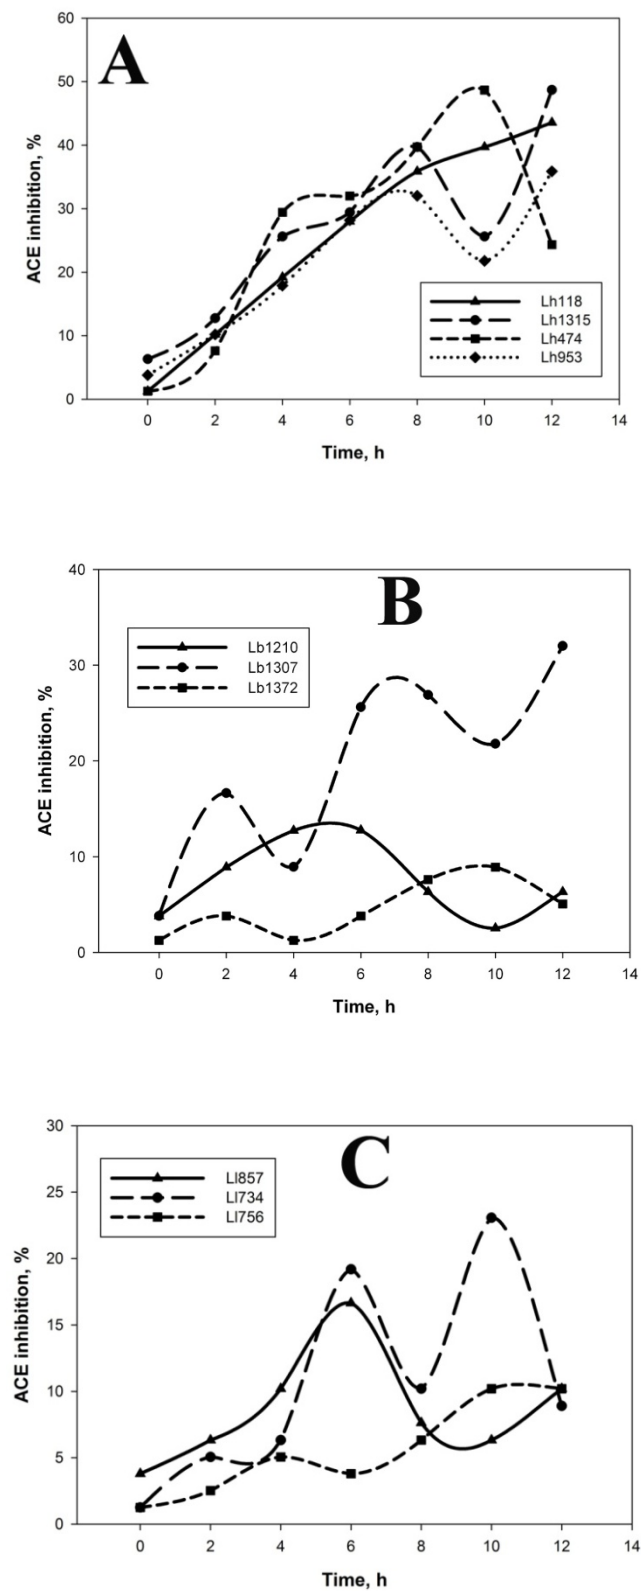 A
60
50
40
30
20
10
0
ACE inhibition, %
Lh118
Lh1315
Lh474
Lh953
0 2 4 6 8 10 12 14
Time, h
B
40
30
20
10
0
ACE inhibition, %
Lb1210
Lb1307
Lb1372
0 2 4 6 8 10 12 14
Time, h
C
30
25
20
15
10
5
0
ACE inhibition, %
Ll857
Ll734
Ll756
0 2 4 6 8 10 12 14
Time, h